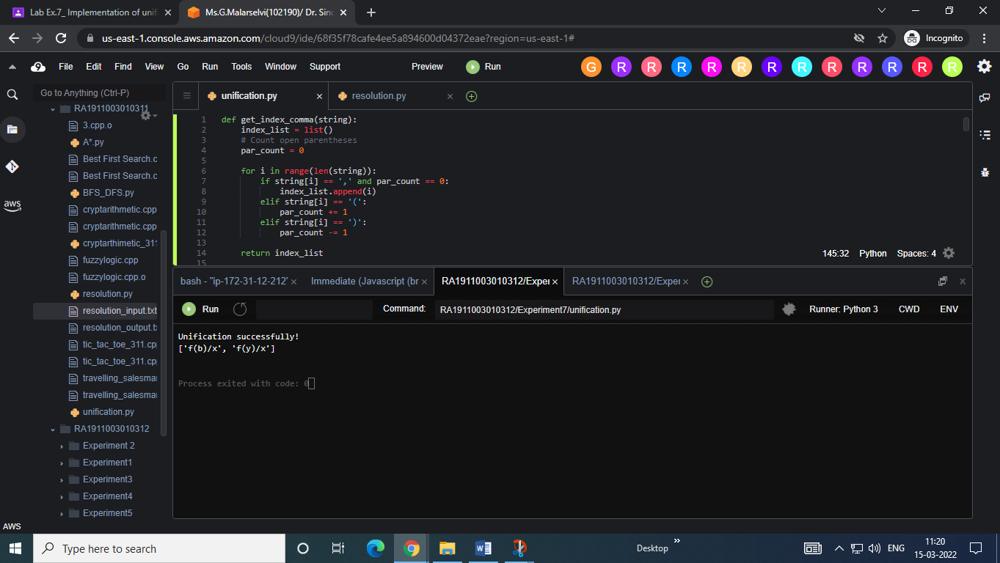 Lab Ex.7_ Implementation of unifi
Ms.G.Malarselvi(102190)/ Dr. Sind
us-east-1.console.aws.amazon.com/cloud9/ide/68f35f78cafe4ee5a894600d04372eae?region=us-east-1#
Incognito
9 File Edit Find View Go Run Tools Window Support Preview Run
G R R R R R R R R R R R R
Go to Anything (Ctrl-P)
unification.py
resolution.py
RA1911003010311
3.cpp.o
A*.py
Best First Search.c
Best First Search.c
BFS_DFS.py
cryptarithmetic.cpp
cryptarithmetic.cpp
cryptarthimetic_311
fuzzylogic.cpp
fuzzylogic.cpp.o
resolution.py
resolution_input.txt
resolution_output.t
tic_tac_toe_311.cp
tic_tac_toe_311.cp
travelling_salesma
travelling_salesma
unification.py
RA1911003010312
Experiment 2
Experiment1
Experiment3
Experiment4
Experiment5
aws
AWS
1 def get_index_comma(string):
2 index_list = list()
3 # Count open parentheses
4 par_count = 0
5
6 for i in range(len(string)):
7 if string[i] == ',' and par_count == 0:
8 index_list.append(i)
9 elif string[i] == '(':
10 par_count += 1
11 elif string[i] == ')':
12 par_count -= 1
13
14 return index_list
15
145:32 Python Spaces: 4
bash - "ip-172-31-12-212"
Immediate (Javascript (br
RA1911003010312/Exper
RA1911003010312/Exper
Run
Command:
RA1911003010312/Experiment7/unification.py
Runner: Python 3
CWD
ENV
Unification successfully!
['f(b)/x', 'f(y)/x']
Process exited with code: 0
Type here to search
Desktop
ENG
11:20
15-03-2022